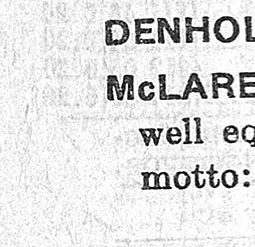 DENHOL
McLARE
well eq
motto: